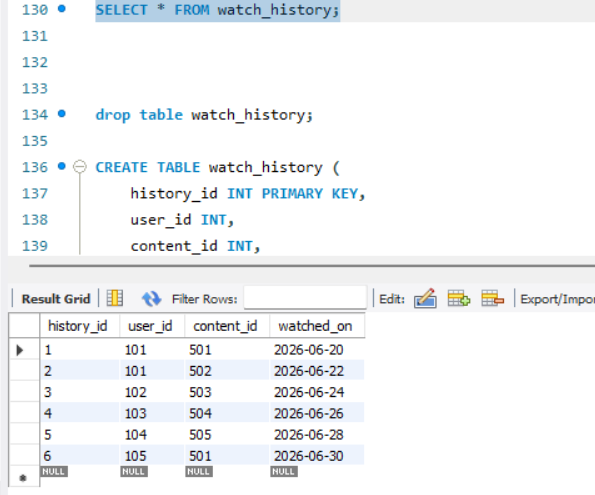 130 SELECT * FROM watch_history;
131
132
133
134 drop table watch_history;
135
136 CREATE TABLE watch_history (
137 history_id INT PRIMARY KEY,
138 user_id INT,
139 content_id INT,
Result Grid Filter Rows: Edit: Export/Impor
history_id user_id content_id watched_on
1 101 501 2026-06-20
2 101 502 2026-06-22
3 102 503 2026-06-24
4 103 504 2026-06-26
5 104 505 2026-06-28
6 105 501 2026-06-30
NULL NULL NULL NULL